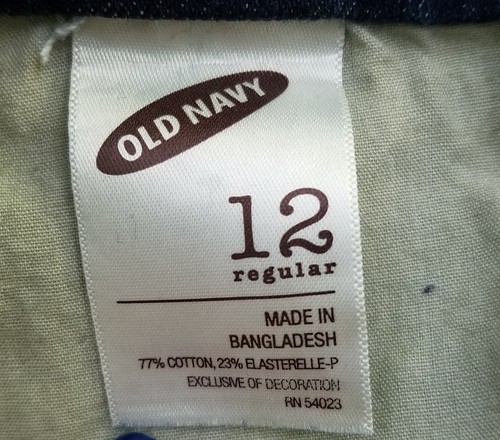 OLD NAVY
12
regular
MADE IN
BANGLADESH
77% COTTON, 23% ELASTERELLE-P
EXCLUSIVE OF DECORATION
RN 54023